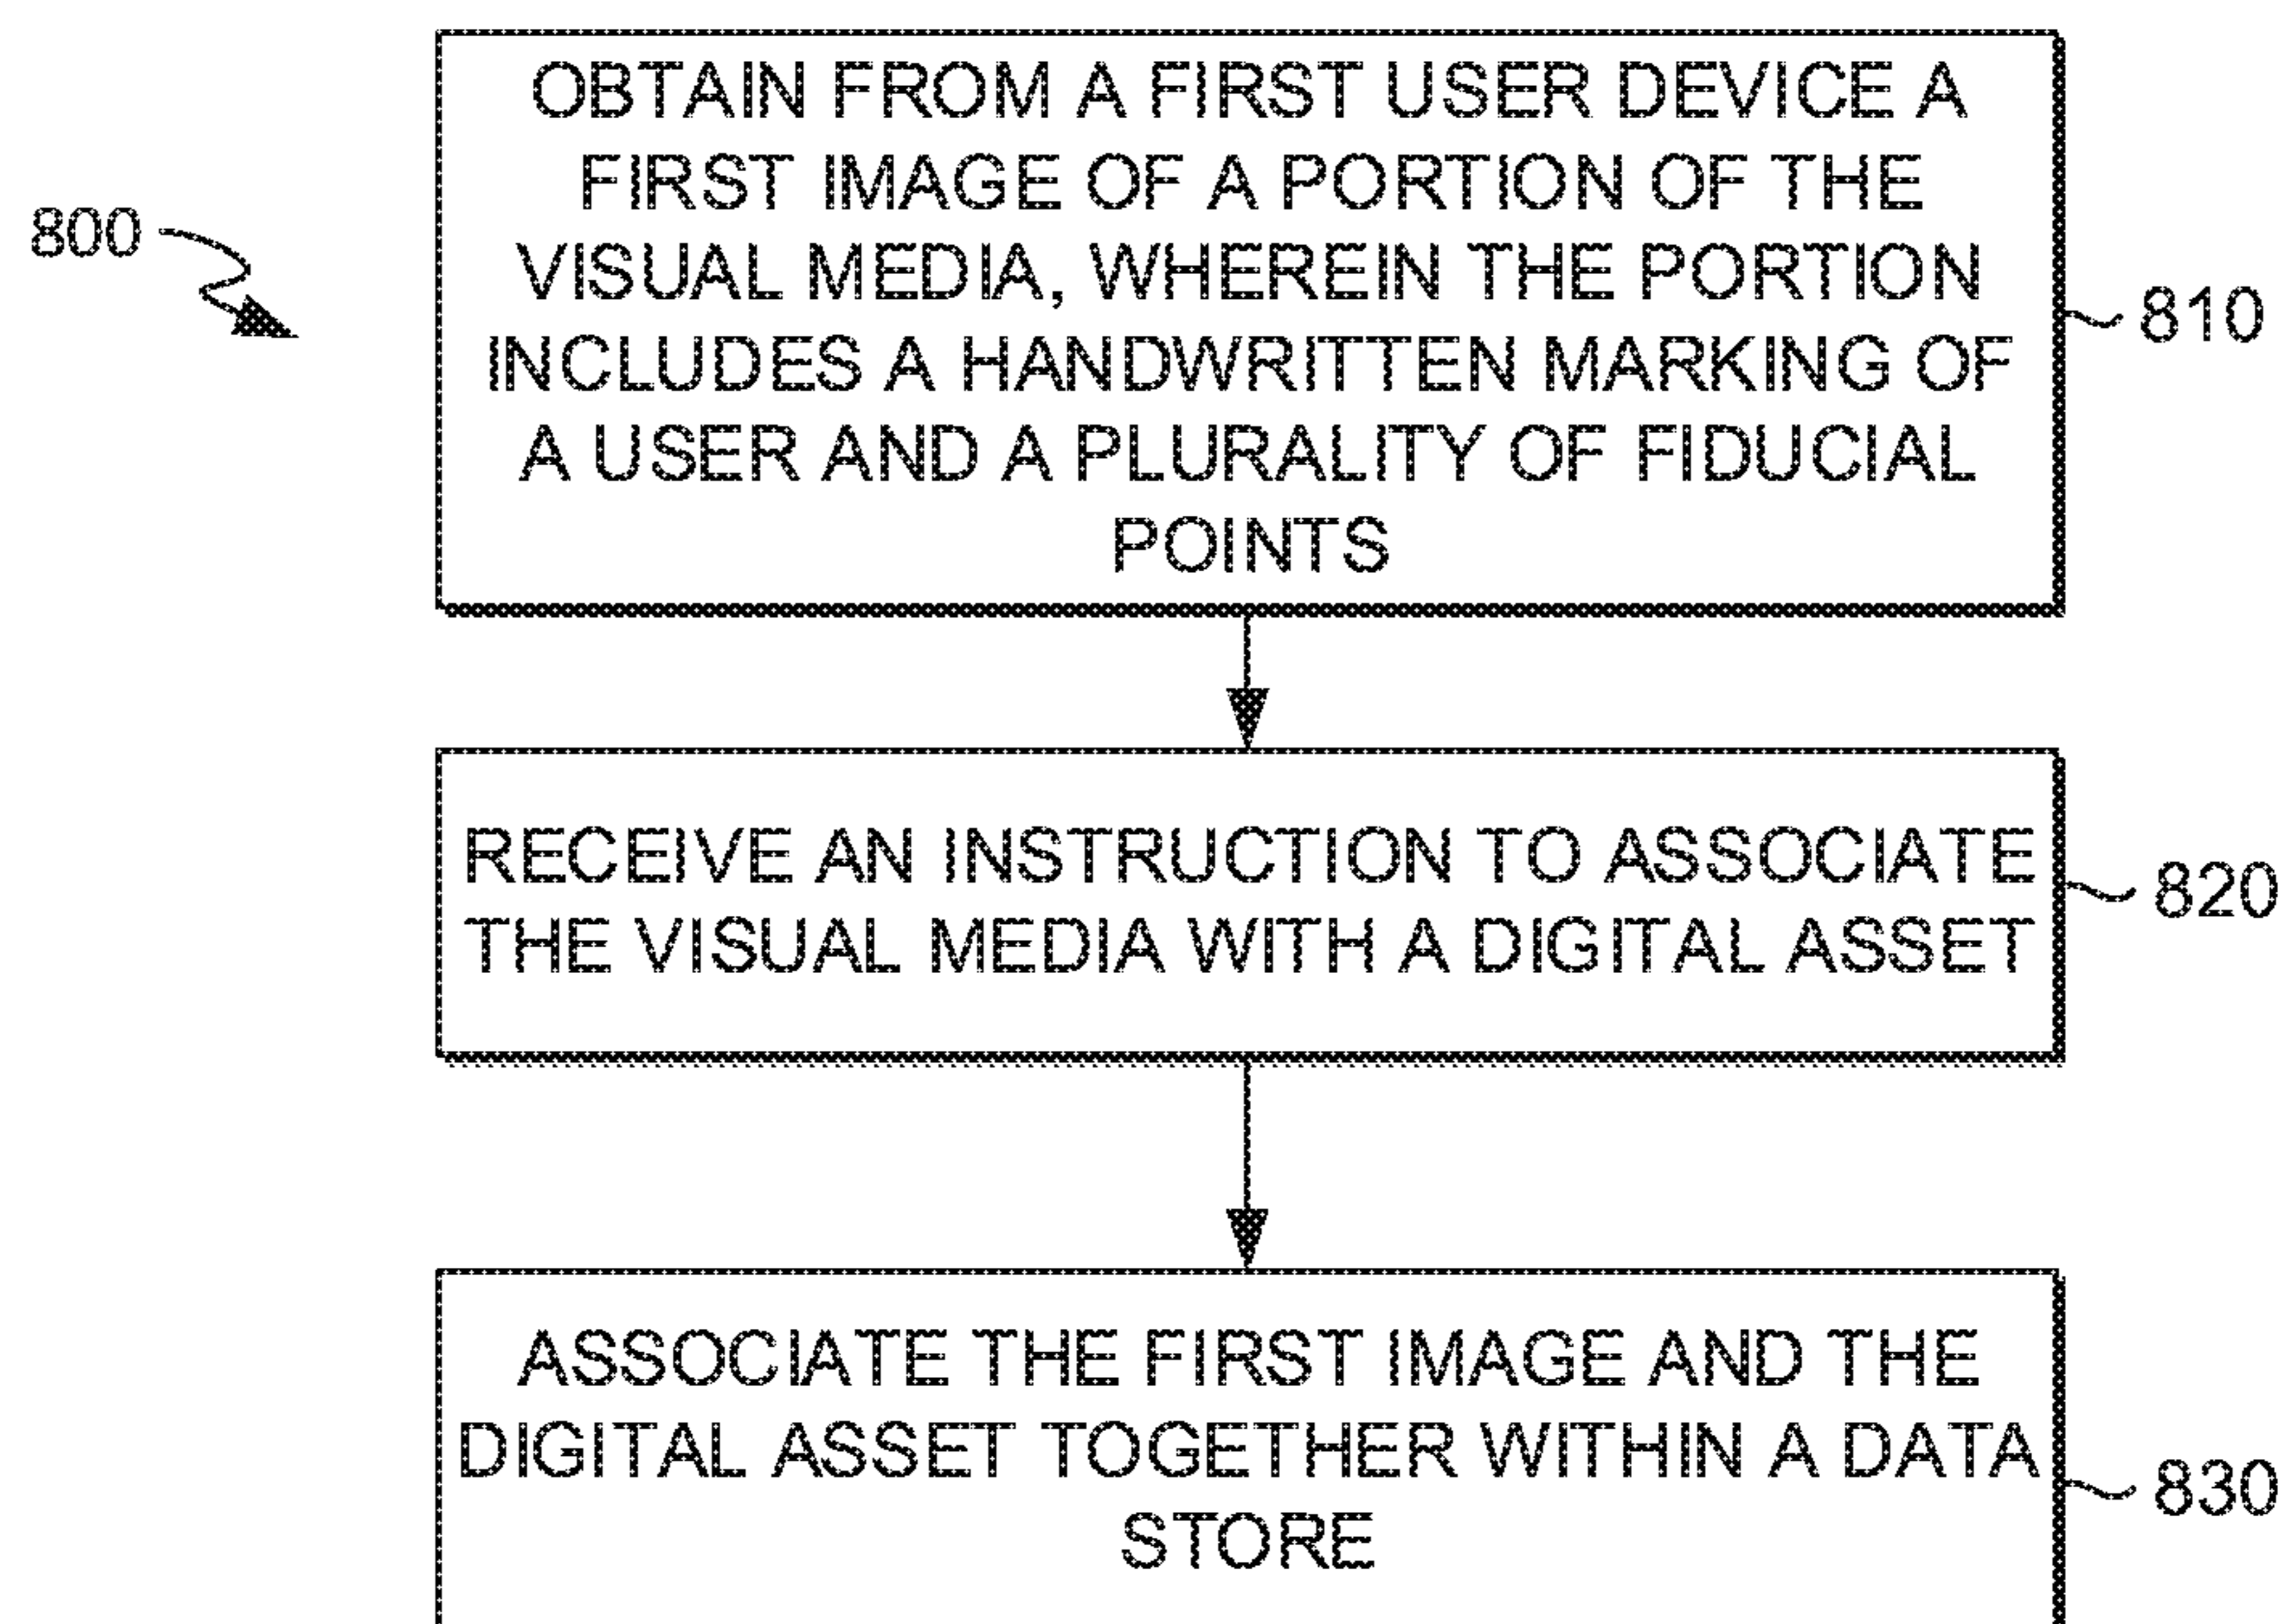 OBTAIN FROM A FIRST USER DEVICE A
FIRST IMAGE OF A PORTION OF THE
800
VISUAL MEDIA, WHEREIN THE PORTION
810
INCLUDES A HANDWRITTEN MARKING OF
A USER AND A PLURALITY OF FIDUCIAL
POINTS
RECEIVE AN INSTRUCTION TO ASSOCIATE
820
THE VISUAL MEDIA WITH A DIGITAL ASSET
ASSOCIATE THE FIRST IMAGE AND THE
DIGITAL ASSET TOGETHER WITHIN A DATA
830
STORE